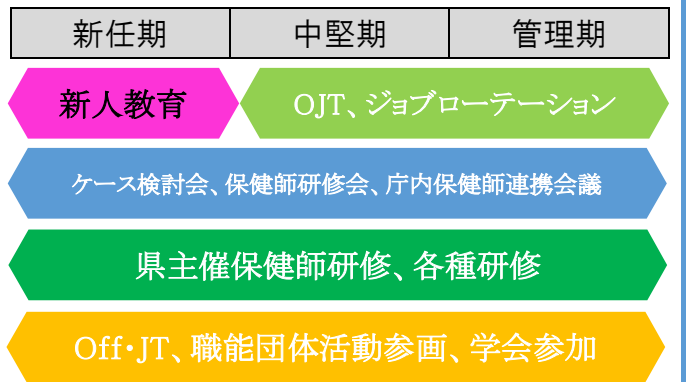 新任期 中堅期 管理期
新人教育 OJT、ジョブローテーション
ケース検討会、保健師研修会、庁内保健師連携会議
県主催保健師研修、各種研修
Off・JT、職能団体活動参画、学会参加